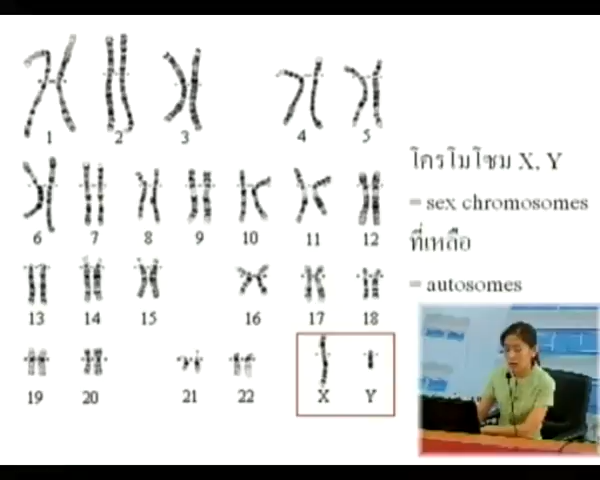 1 2 3 4 5
6 7 8 9 10 11 12
13 14 15 16 17 18
19 20 21 22 X Y
โครโมโซม X, Y
= sex chromosomes
ที่เหลือ
= autosomes